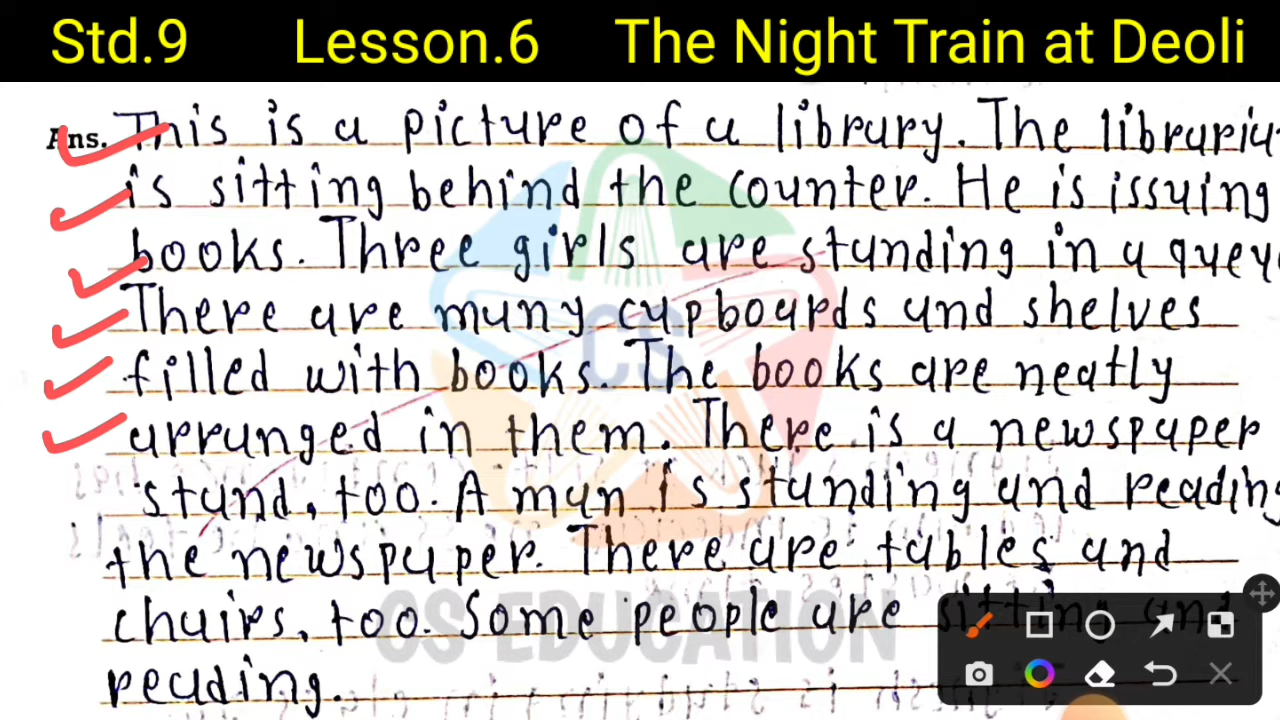 Std.9 Lesson.6 The Night Train at Deoli
Ans. This is a picture of a library. The libraria
is sitting behind the counter. He is issuing
books. Three girls are standing in a queye
There are many cupboards and shelves
filled with books. The books are neatly
arranged in them. There is a newspaper
stand, too. A man is standing and reading
the newspaper. There are tables and
chairs, too. Some people are sitting and
reading.
CS
CS EDUCATION